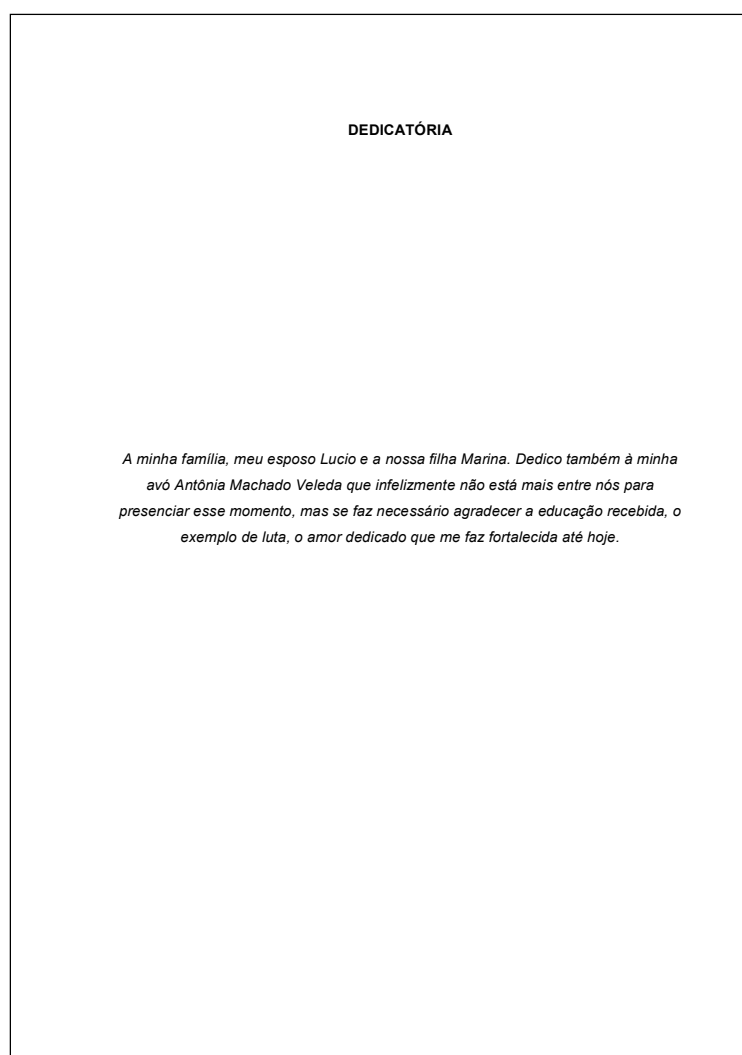 DEDICATÓRIA
A minha família, meu esposo Lucio e a nossa filha Marina. Dedico também à minha
avó Antônia Machado Veleda que infelizmente não está mais entre nós para
presenciar esse momento, mas se faz necessário agradecer a educação recebida, o
exemplo de luta, o amor dedicado que me faz fortalecida até hoje.